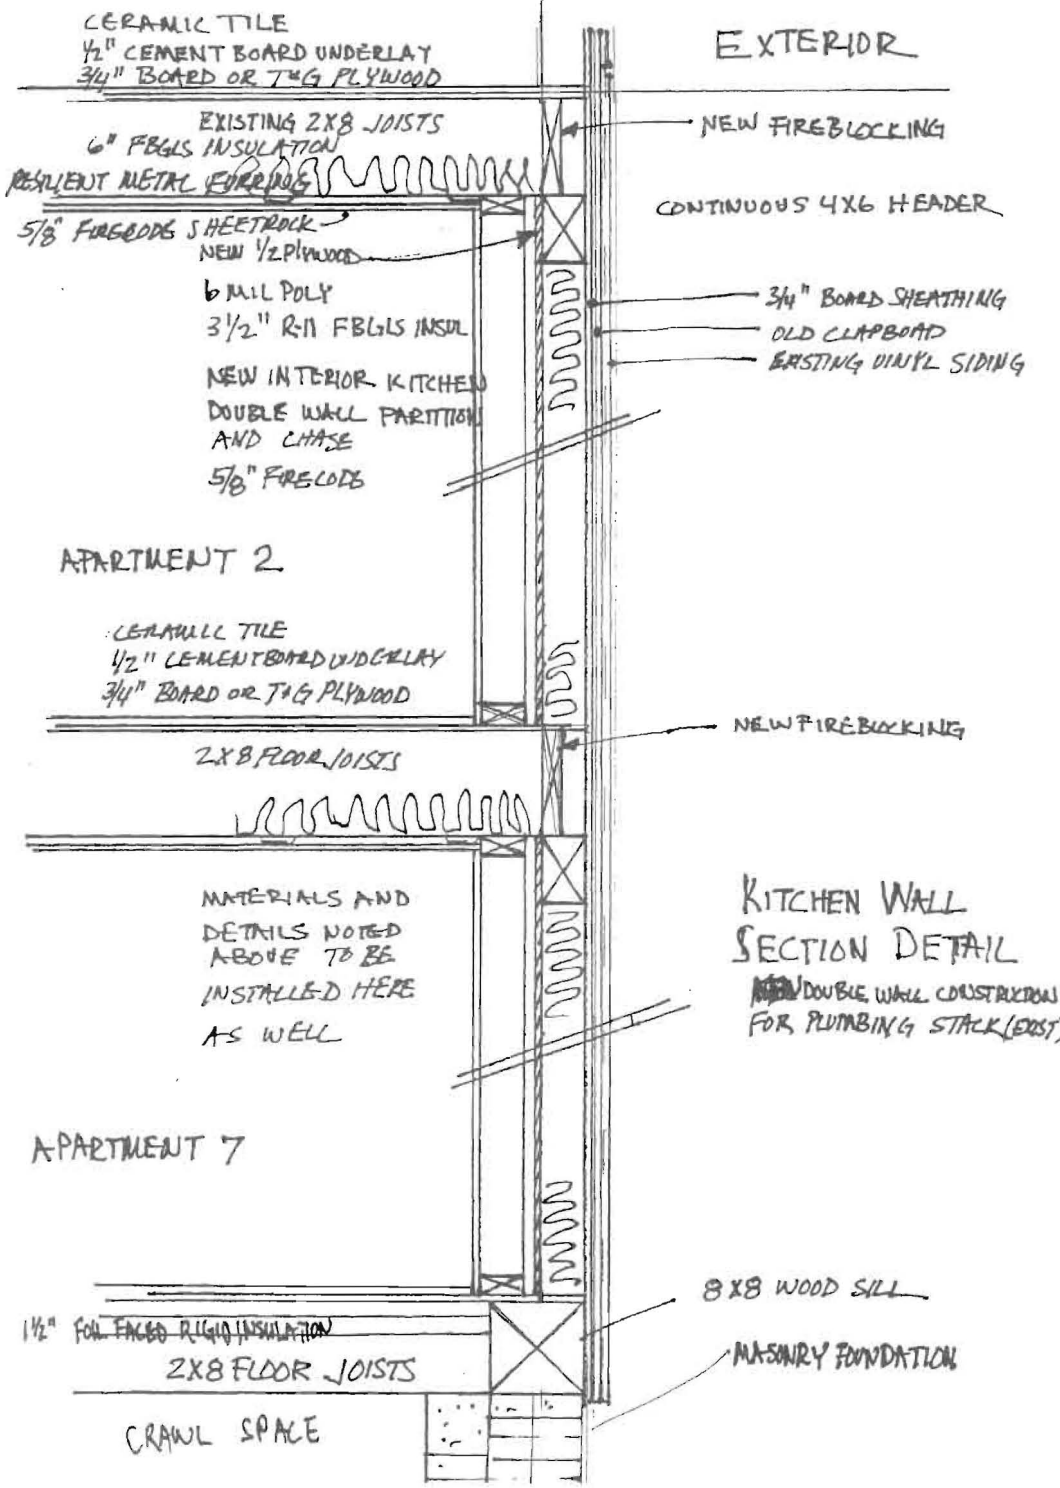 CERAMIC TILE
1/2" CEMENT BOARD UNDERLAY
3/4" BOARD OR T&G PLYWOOD
EXTERIOR
EXISTING 2X8 JOISTS
6" FBGLS INSULATION
RESILIENT METAL FURRING
5/8" FIRECODE SHEETROCK
NEW FIREBLOCKING
CONTINUOUS 4X6 HEADER
NEW 1/2 PLYWOOD
6 MIL POLY
3 1/2" R-11 FBGLS INSUL
NEW INTERIOR KITCHEN
DOUBLE WALL PARTITION
AND CHASE
5/8" FIRECODE
3/4" BOARD SHEATHING
OLD CLAPBOAD
EXISTING VINYL SIDING
APARTMENT 2
CERAMIC TILE
1/2" CEMENTBOARD UNDERLAY
3/4" BOARD OR T&G PLYWOOD
2X8 FLOOR JOISTS
NEW FIREBLOCKING
MATERIALS AND
DETAILS NOTED
ABOVE TO BE
INSTALLED HERE
AS WELL
KITCHEN WALL
SECTION DETAIL
DOUBLE WALL CONSTRUCTION
FOR PLUMBING STACK (EXIST)
APARTMENT 7
1 1/2" FOIL FACED RIGID INSULATION
2X8 FLOOR JOISTS
8X8 WOOD SILL
MASONRY FOUNDATION
CRAWL SPACE